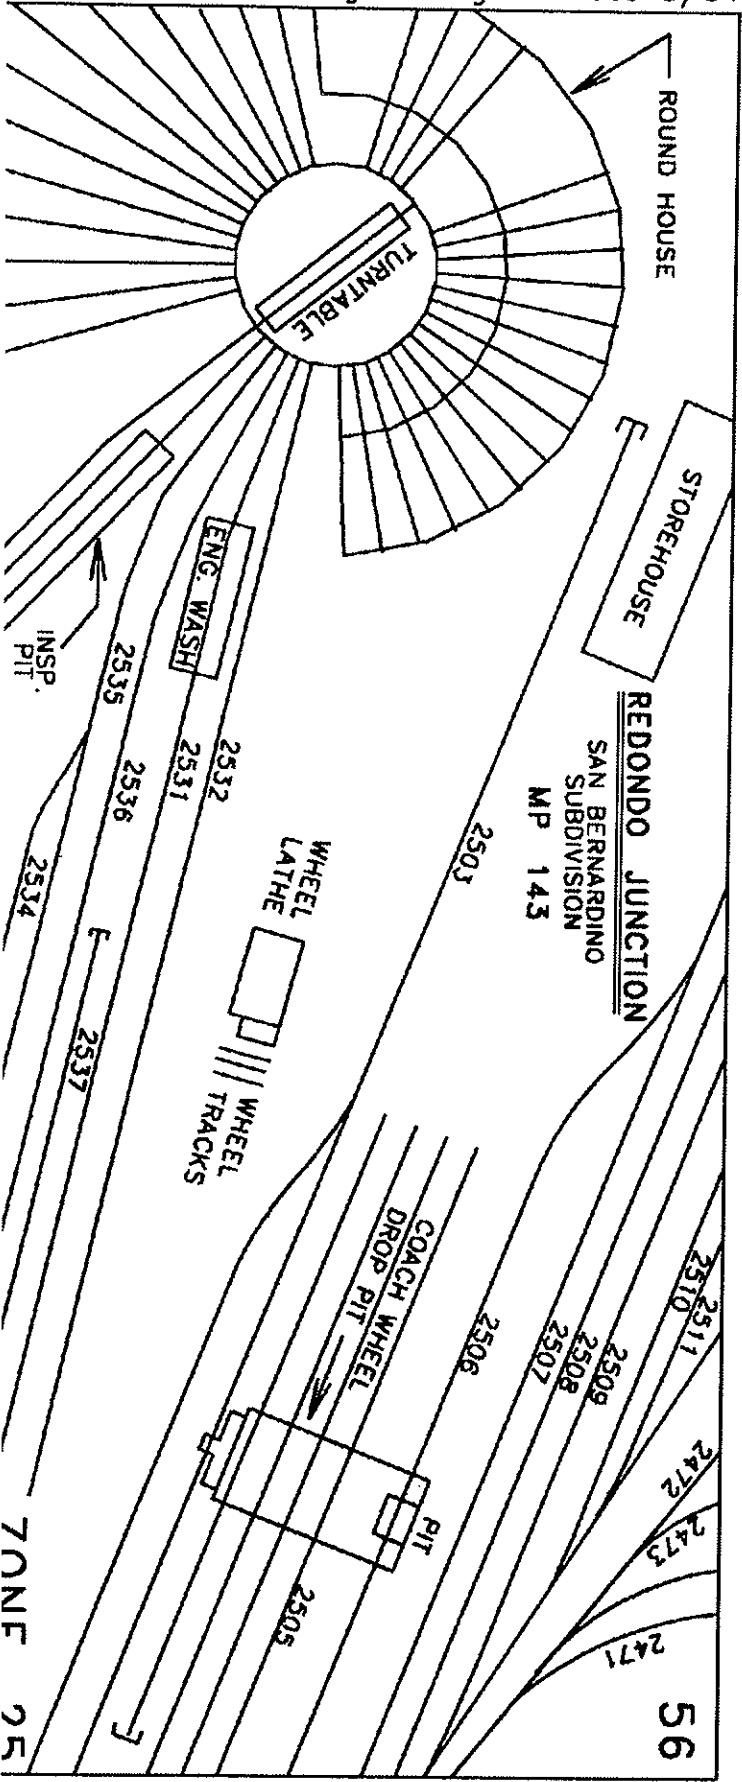 ROUND HOUSE
TURNTABLE
STOREHOUSE
REDONDO JUNCTION
SAN BERNARDINO
SUBDIVISION
MP 143
ENG. WASH
INSP.
PIT
2535
2536
2531
2532
2534
2537
2503
WHEEL
LATHE
WHEEL
TRACKS
COACH WHEEL
DROP PIT
PIT
2505
2506
2507
2508
2509
2510
2511
2472
2473
2471
56
ZONE 25